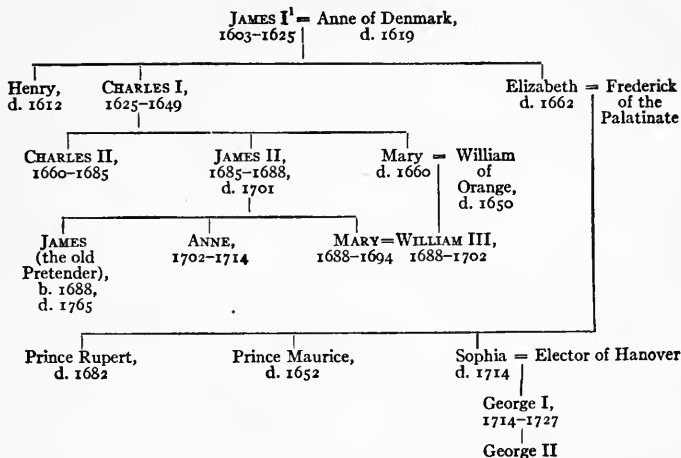 JAMES I¹ = Anne of Denmark,
1603–1625 d. 1619
Henry, CHARLES I, Elizabeth = Frederick
d. 1612 1625–1649 d. 1662 of the
Palatinate
CHARLES II, JAMES II, Mary = William
1660–1685 1685–1688, d. 1660 of
d. 1701 Orange,
d. 1650
JAMES ANNE, MARY=WILLIAM III,
(the old 1702–1714 1688–1694 1688–1702
Pretender),
b. 1688,
d. 1765
Prince Rupert, Prince Maurice, Sophia = Elector of Hanover
d. 1682 d. 1652 d. 1714
George I,
1714–1727
George II